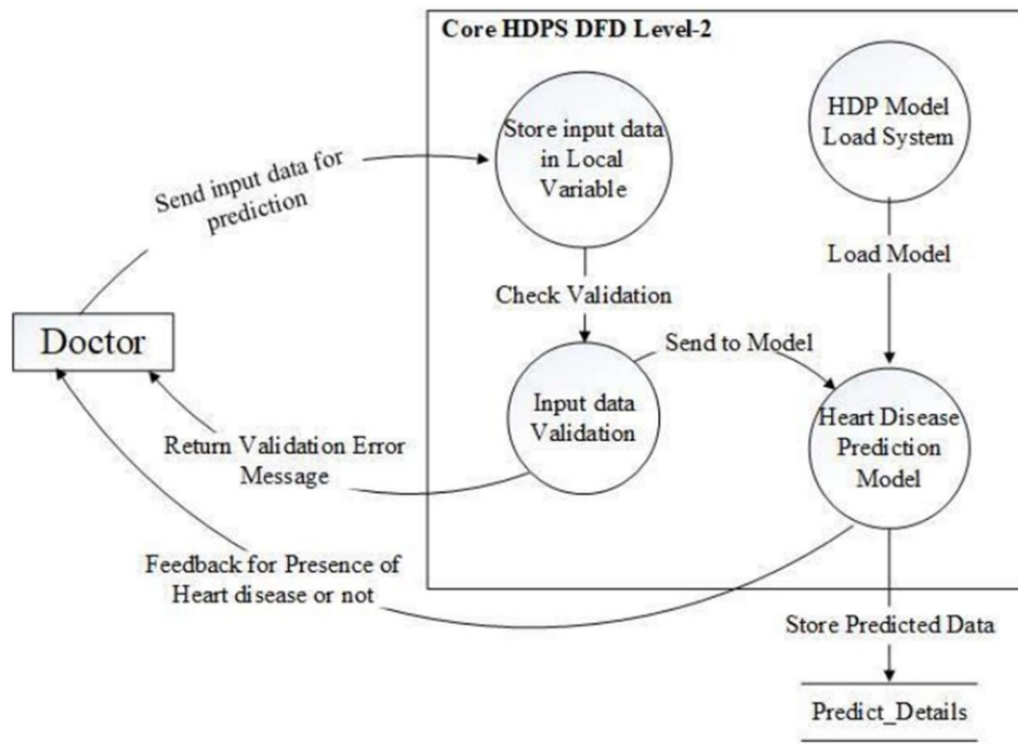 Core HDPS DFD Level-2
Store input data
in Local
Variable
HDP Model
Load System
Send input data for
prediction
Load Model
Check Validation
Doctor
Send to Model
Input data
Validation
Heart Disease
Prediction
Model
Return Validation Error
Message
Feedback for Presence of
Heart disease or not
Store Predicted Data
Predict_Details